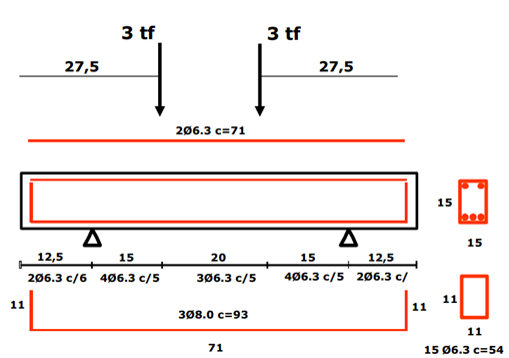 3 tf 3 tf
27,5 27,5
2Ø6.3 c=71
15
15
12,5 15 20 15 12,5
2Ø6.3 c/6 4Ø6.3 c/5 3Ø6.3 c/5 4Ø6.3 c/5 2Ø6.3 c/
11 3Ø8.0 c=93 11
71
11
11
15 Ø6.3 c=54